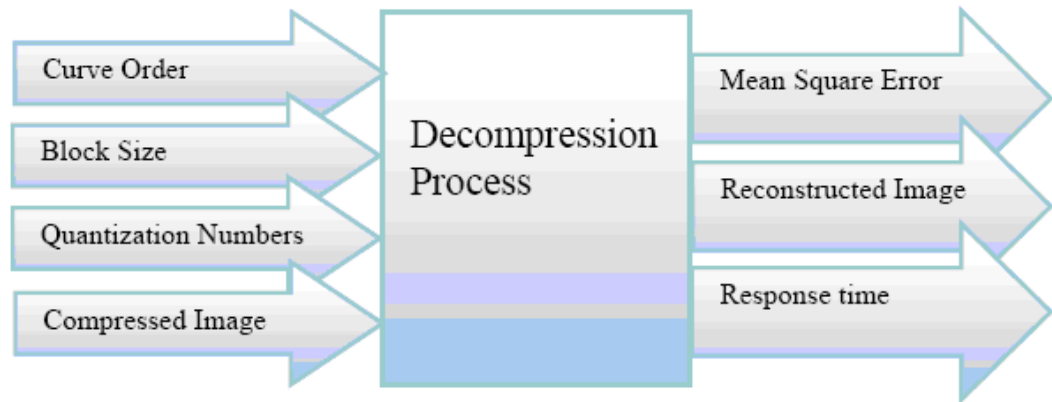 Curve Order
Block Size
Quantization Numbers
Compressed Image
Decompression
Process
Mean Square Error
Reconstructed Image
Response time